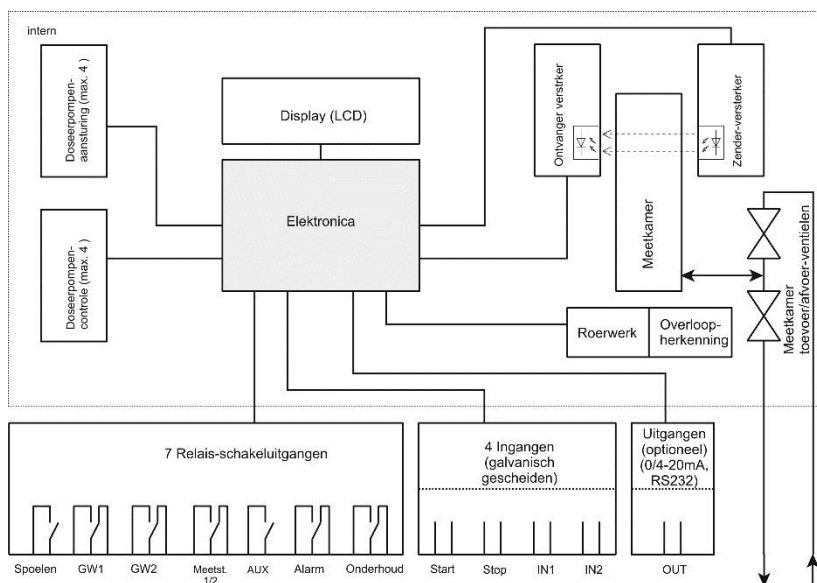 intern
Doseerpompen-
aansturing (max. 4 )
Display (LCD)
Ontvanger verstrker
Meetkamer
Zender-versterker
Elektronica
Doseerpompen-
controle (max. 4 )
Meetkamer
toevoer/afvoer-ventielen
Roerwerk
Overloop-
herkenning
7 Relais-schakeluitgangen
4 Ingangen
(galvanisch
gescheiden)
Uitgangen
(optioneel)
(0/4-20mA,
RS232)
Spoelen
GW1
GW2
Meetst.
1/2
AUX
Alarm
Onderhoud
Start
Stop
IN1
IN2
OUT